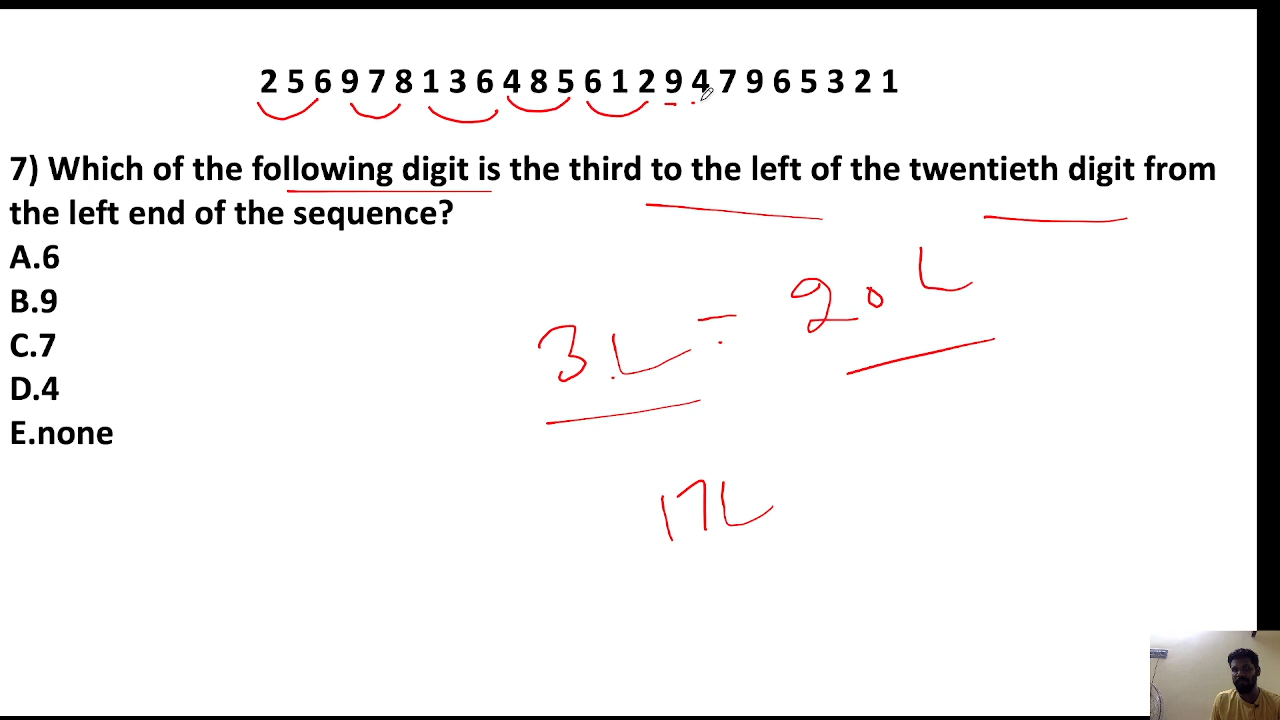 2 5 6 9 7 8 1 3 6 4 8 5 6 1 2 9 4 7 9 6 5 3 2 1
7) Which of the following digit is the third to the left of the twentieth digit from
the left end of the sequence?
A.6
B.9
C.7
D.4
E.none
3L - 20L
17L